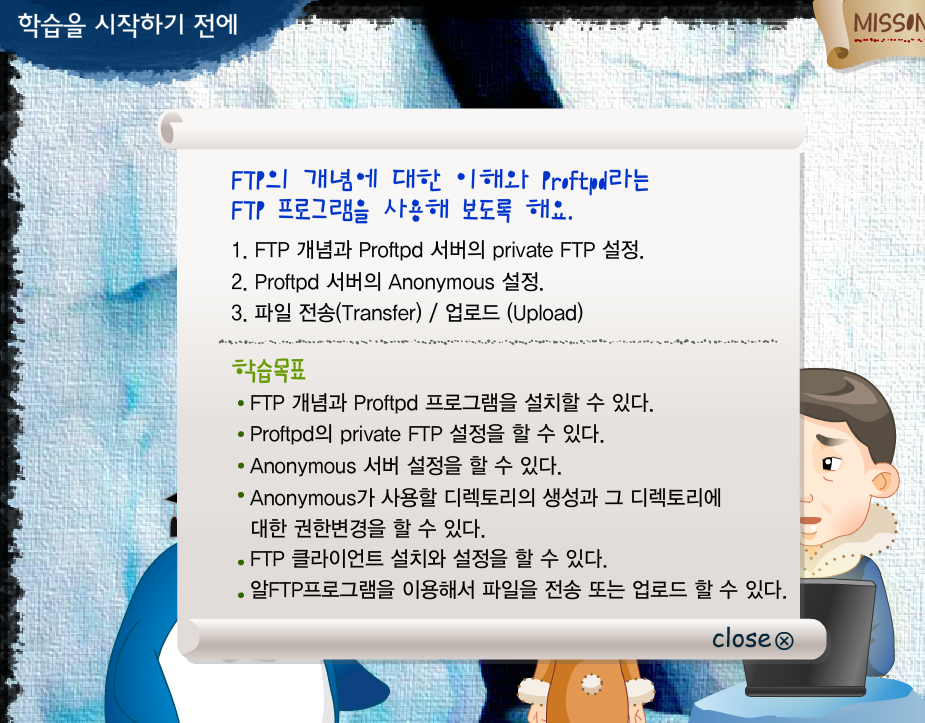 학습을 시작하기 전에
MISSON
FTP의 개념에 대한 이해와 Proftpd라는
FTP 프로그램을 사용해 보도록 해요.
1. FTP 개념과 Proftpd 서버의 private FTP 설정.
2. Proftpd 서버의 Anonymous 설정.
3. 파일 전송(Transfer) / 업로드 (Upload)
학습목표
• FTP 개념과 Proftpd 프로그램을 설치할 수 있다.
• Proftpd의 private FTP 설정을 할 수 있다.
• Anonymous 서버 설정을 할 수 있다.
• Anonymous가 사용할 디렉토리의 생성과 그 디렉토리에
대한 권한변경을 할 수 있다.
• FTP 클라이언트 설치와 설정을 할 수 있다.
• 알FTP프로그램을 이용해서 파일을 전송 또는 업로드 할 수 있다.
close ⊗